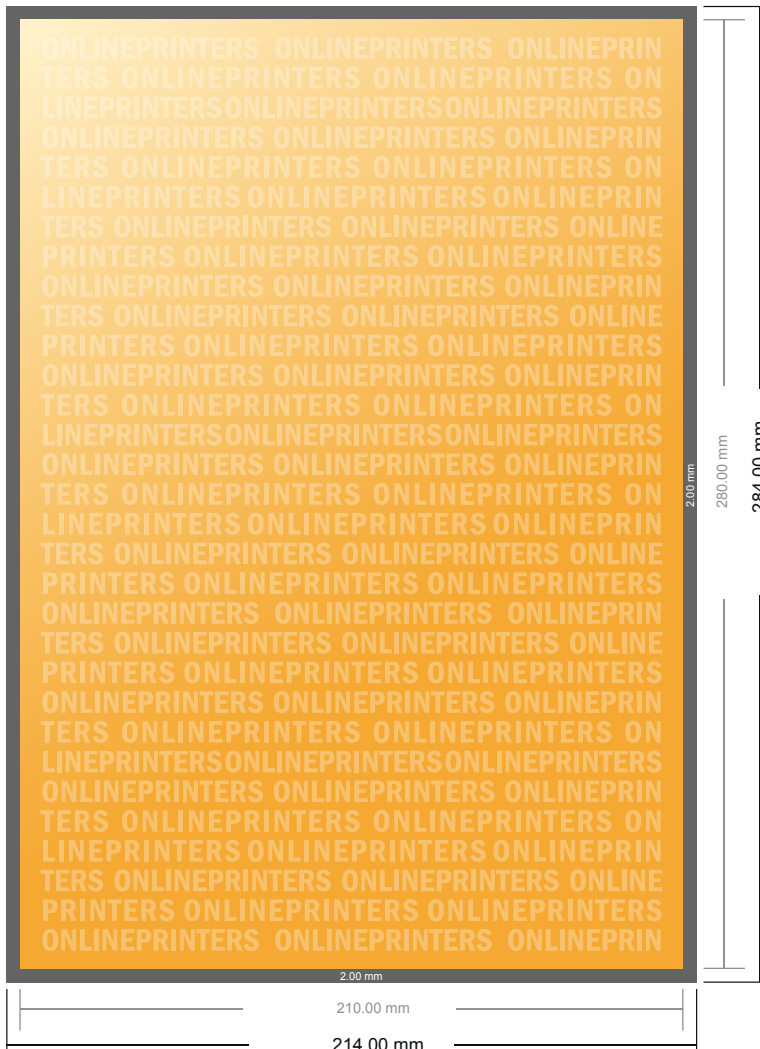 ONLINEPRINTERS ONLINEPRINTERS ONLINEPRIN
TERS ONLINEPRINTERS ONLINEPRINTERS ON
LINEPRINTERSONLINEPRINTERSONLINEPRINTERS
ONLINEPRINTERS ONLINEPRINTERS ONLINEPRIN
TERS ONLINEPRINTERS ONLINEPRINTERS ON
LINEPRINTERS ONLINEPRINTERS ONLINEPRIN
TERS ONLINEPRINTERS ONLINEPRINTERS ONLINE
PRINTERS ONLINEPRINTERS ONLINEPRINTERS
ONLINEPRINTERS ONLINEPRINTERS ONLINEPRIN
TERS ONLINEPRINTERS ONLINEPRINTERS ONLINE
PRINTERS ONLINEPRINTERS ONLINEPRINTERS
ONLINEPRINTERS ONLINEPRINTERS ONLINEPRIN
TERS ONLINEPRINTERS ONLINEPRINTERS ON
LINEPRINTERSONLINEPRINTERSONLINEPRINTERS
ONLINEPRINTERS ONLINEPRINTERS ONLINEPRIN
TERS ONLINEPRINTERS ONLINEPRINTERS ON
LINEPRINTERS ONLINEPRINTERS ONLINEPRIN
TERS ONLINEPRINTERS ONLINEPRINTERS ONLINE
PRINTERS ONLINEPRINTERS ONLINEPRINTERS
ONLINEPRINTERS ONLINEPRINTERS ONLINEPRIN
TERS ONLINEPRINTERS ONLINEPRINTERS ONLINE
PRINTERS ONLINEPRINTERS ONLINEPRINTERS
ONLINEPRINTERS ONLINEPRINTERS ONLINEPRIN
TERS ONLINEPRINTERS ONLINEPRINTERS ON
LINEPRINTERSONLINEPRINTERSONLINEPRINTERS
ONLINEPRINTERS ONLINEPRINTERS ONLINEPRIN
TERS ONLINEPRINTERS ONLINEPRINTERS ON
LINEPRINTERS ONLINEPRINTERS ONLINEPRIN
TERS ONLINEPRINTERS ONLINEPRINTERS ONLINE
PRINTERS ONLINEPRINTERS ONLINEPRINTERS
ONLINEPRINTERS ONLINEPRINTERS ONLINEPRIN
2.00 mm
280.00 mm
284.00 mm
2.00 mm
210.00 mm
214.00 mm